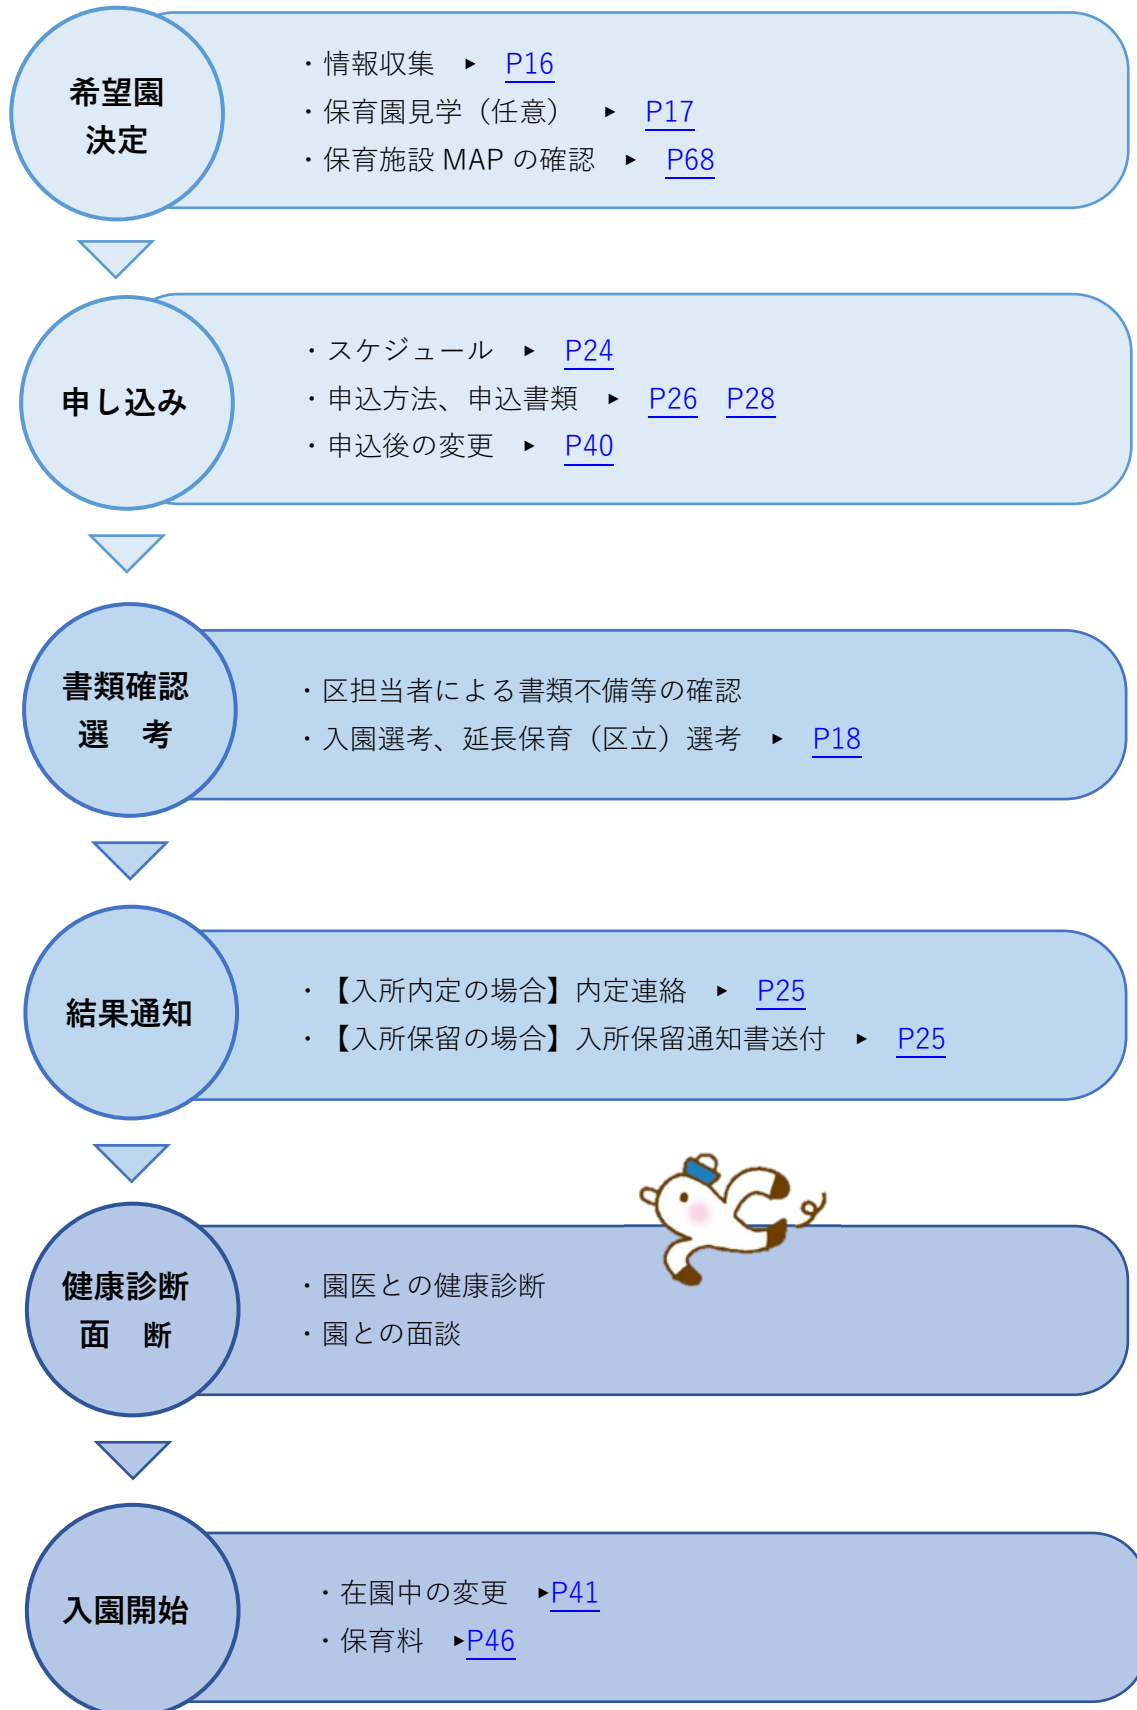 希望園
決定
・情報収集 ▶ P16
・保育園見学（任意） ▶ P17
・保育施設 MAP の確認 ▶ P68
申し込み
・スケジュール ▶ P24
・申込方法、申込書類 ▶ P26 P28
・申込後の変更 ▶ P40
書類確認
選　考
・区担当者による書類不備等の確認
・入園選考、延長保育（区立）選考 ▶ P18
結果通知
・【入所内定の場合】内定連絡 ▶ P25
・【入所保留の場合】入所保留通知書送付 ▶ P25
健康診断
面　断
・園医との健康診断
・園との面談
入園開始
・在園中の変更 ▶P41
・保育料 ▶P46